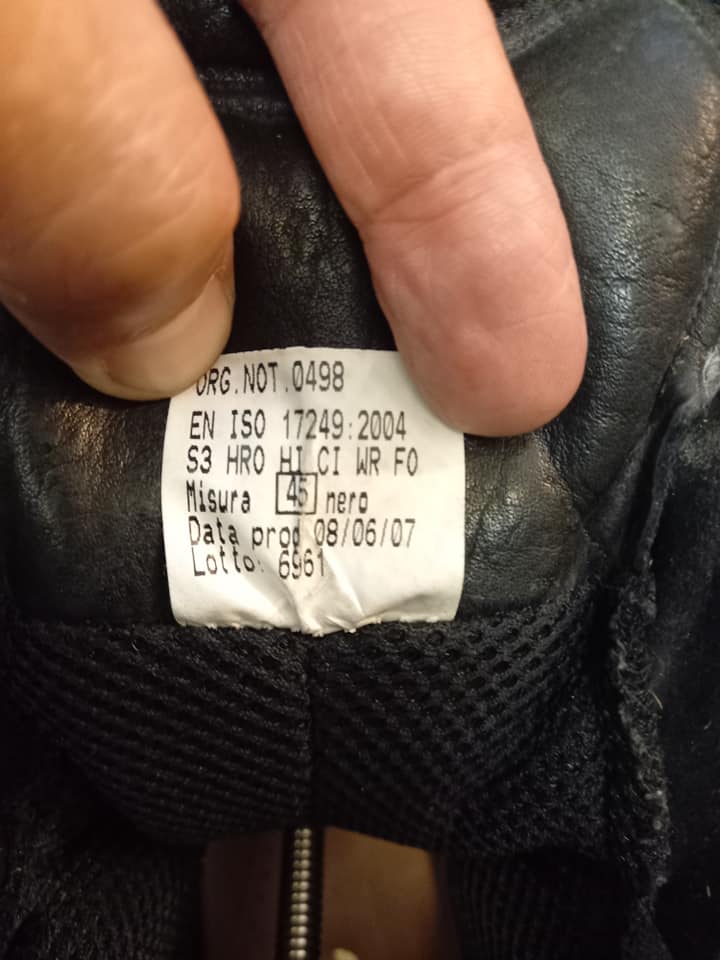 ORG.NOT.0498
EN ISO 17249:2004
S3 HRO HI CI WR FO
Misura 45 nero
Data prod 08/06/07
Lotto: 6961